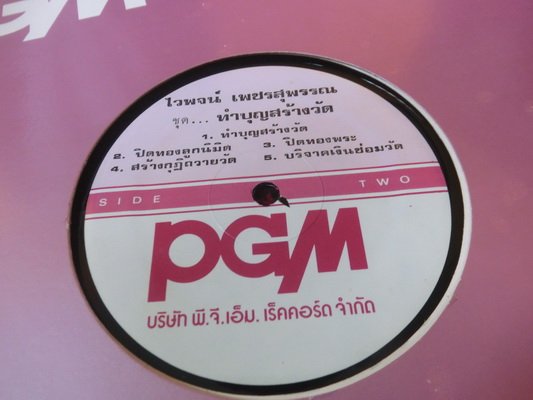 GM
ไวพจน์ เพชรสุพรรณ
ชุด... ทำบุญสร้างวัด
1. ทำบุญสร้างวัด
2. ปิดทองลูกนิมิต 3. ปิดทองพระ
4. สร้างกุฏิถวายวัด 5. บริจาคเงินซ่อมวัด
SIDE TWO
PGM
บริษัท พี.จี.เอ็ม. เร็คคอร์ด จำกัด